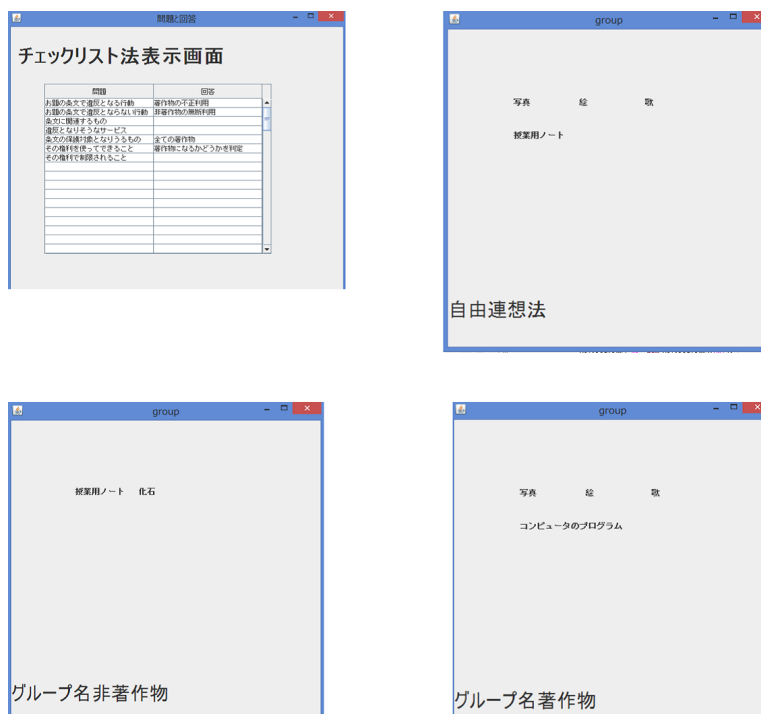 問題と回答
チェックリスト法表示画面
問題 回答
お題の条文で違反となる行動 著作物の不正利用
お題の条文で違反とならない行動 非著作物の無断利用
条文に関連するもの
違反となりそうなサービス
条文の保護対象となりうるもの 全ての著作物
その権利を使ってできること 著作物になるかどうかを判定
その権利で制限されること
group
写真 絵 歌
授業用ノート
自由連想法
group
授業用ノート 化石
グループ名非著作物
group
写真 絵 歌
コンピュータのプログラム
グループ名著作物